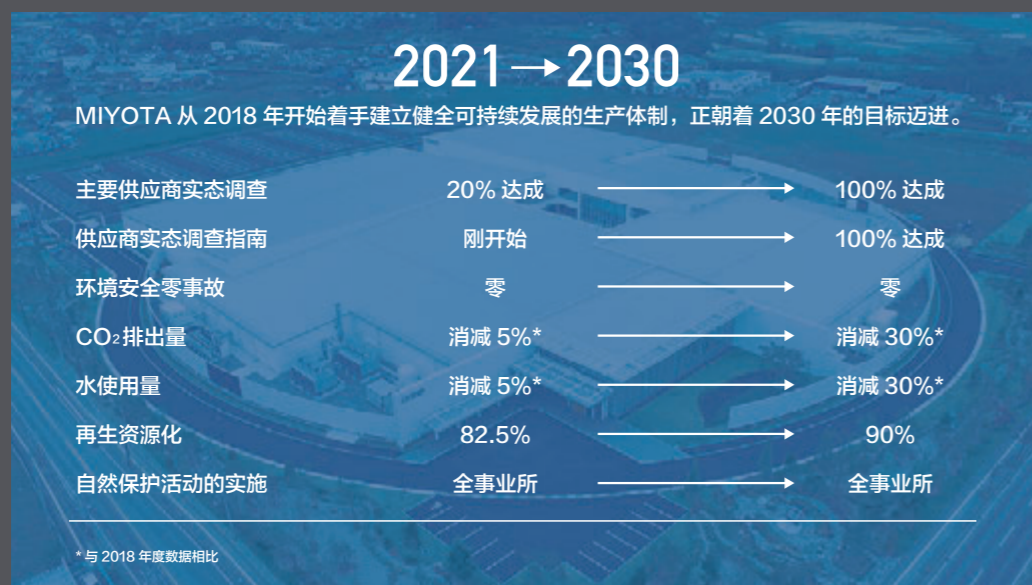 2021→2030
MIYOTA 从 2018 年开始着手建立健全可持续发展的生产体制，正朝着 2030 年的目标迈进。
主要供应商实态调查 20% 达成 → 100% 达成
供应商实态调查指南 刚开始 → 100% 达成
环境安全零事故 零 → 零
CO₂排出量 消减 5%* → 消减 30%*
水使用量 消减 5%* → 消减 30%*
再生资源化 82.5% → 90%
自然保护活动的实施 全事业所 → 全事业所
* 与 2018 年度数据相比